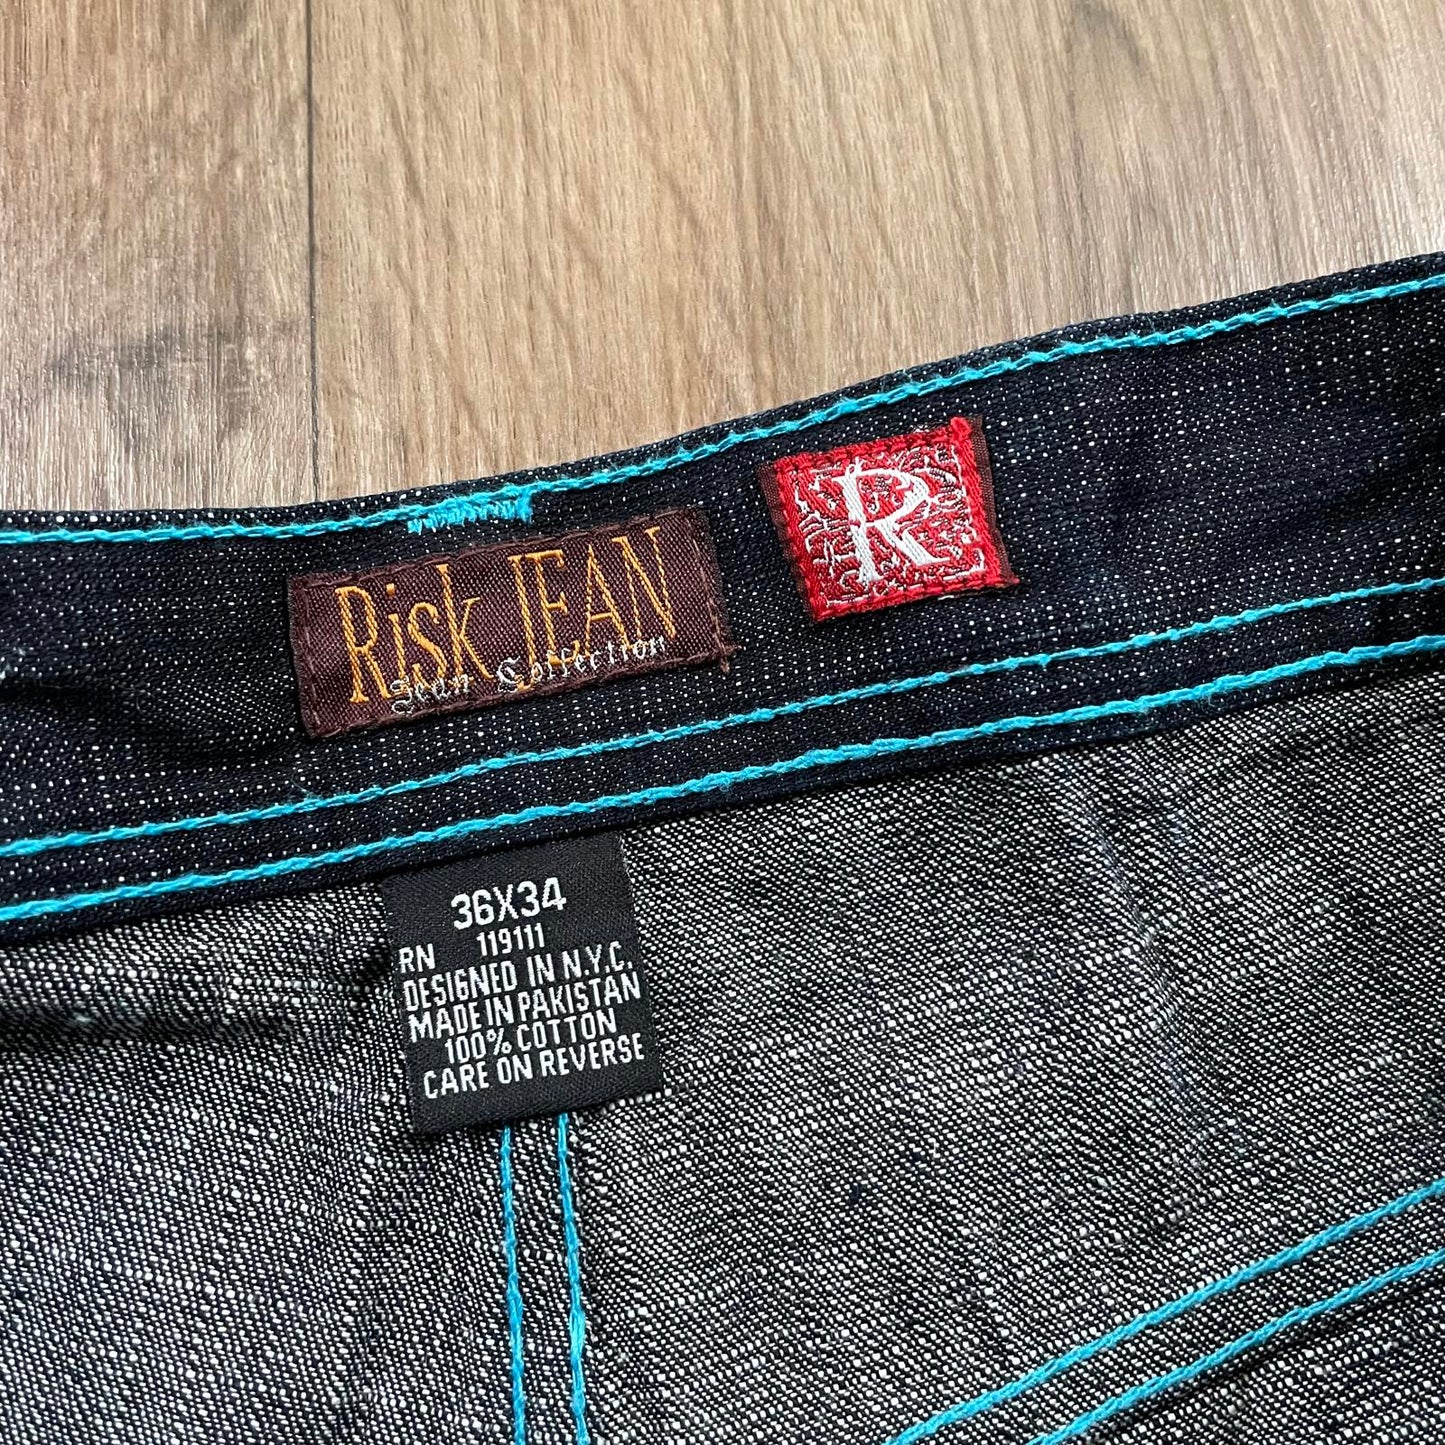 Risk JEAN
Jean Collection
R
36X34
RN 119111
DESIGNED IN N.Y.C.
MADE IN PAKISTAN
100% COTTON
CARE ON REVERSE